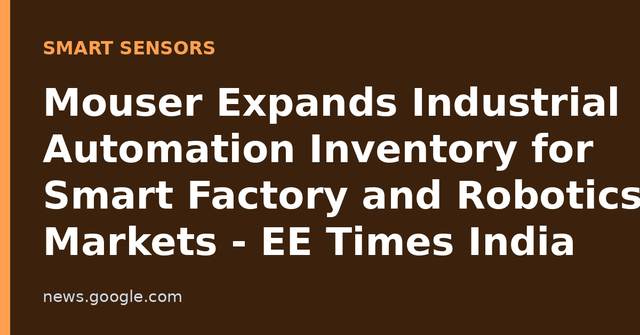 SMART SENSORS
Mouser Expands Industrial
Automation Inventory for
Smart Factory and Robotics
Markets - EE Times India
news.google.com